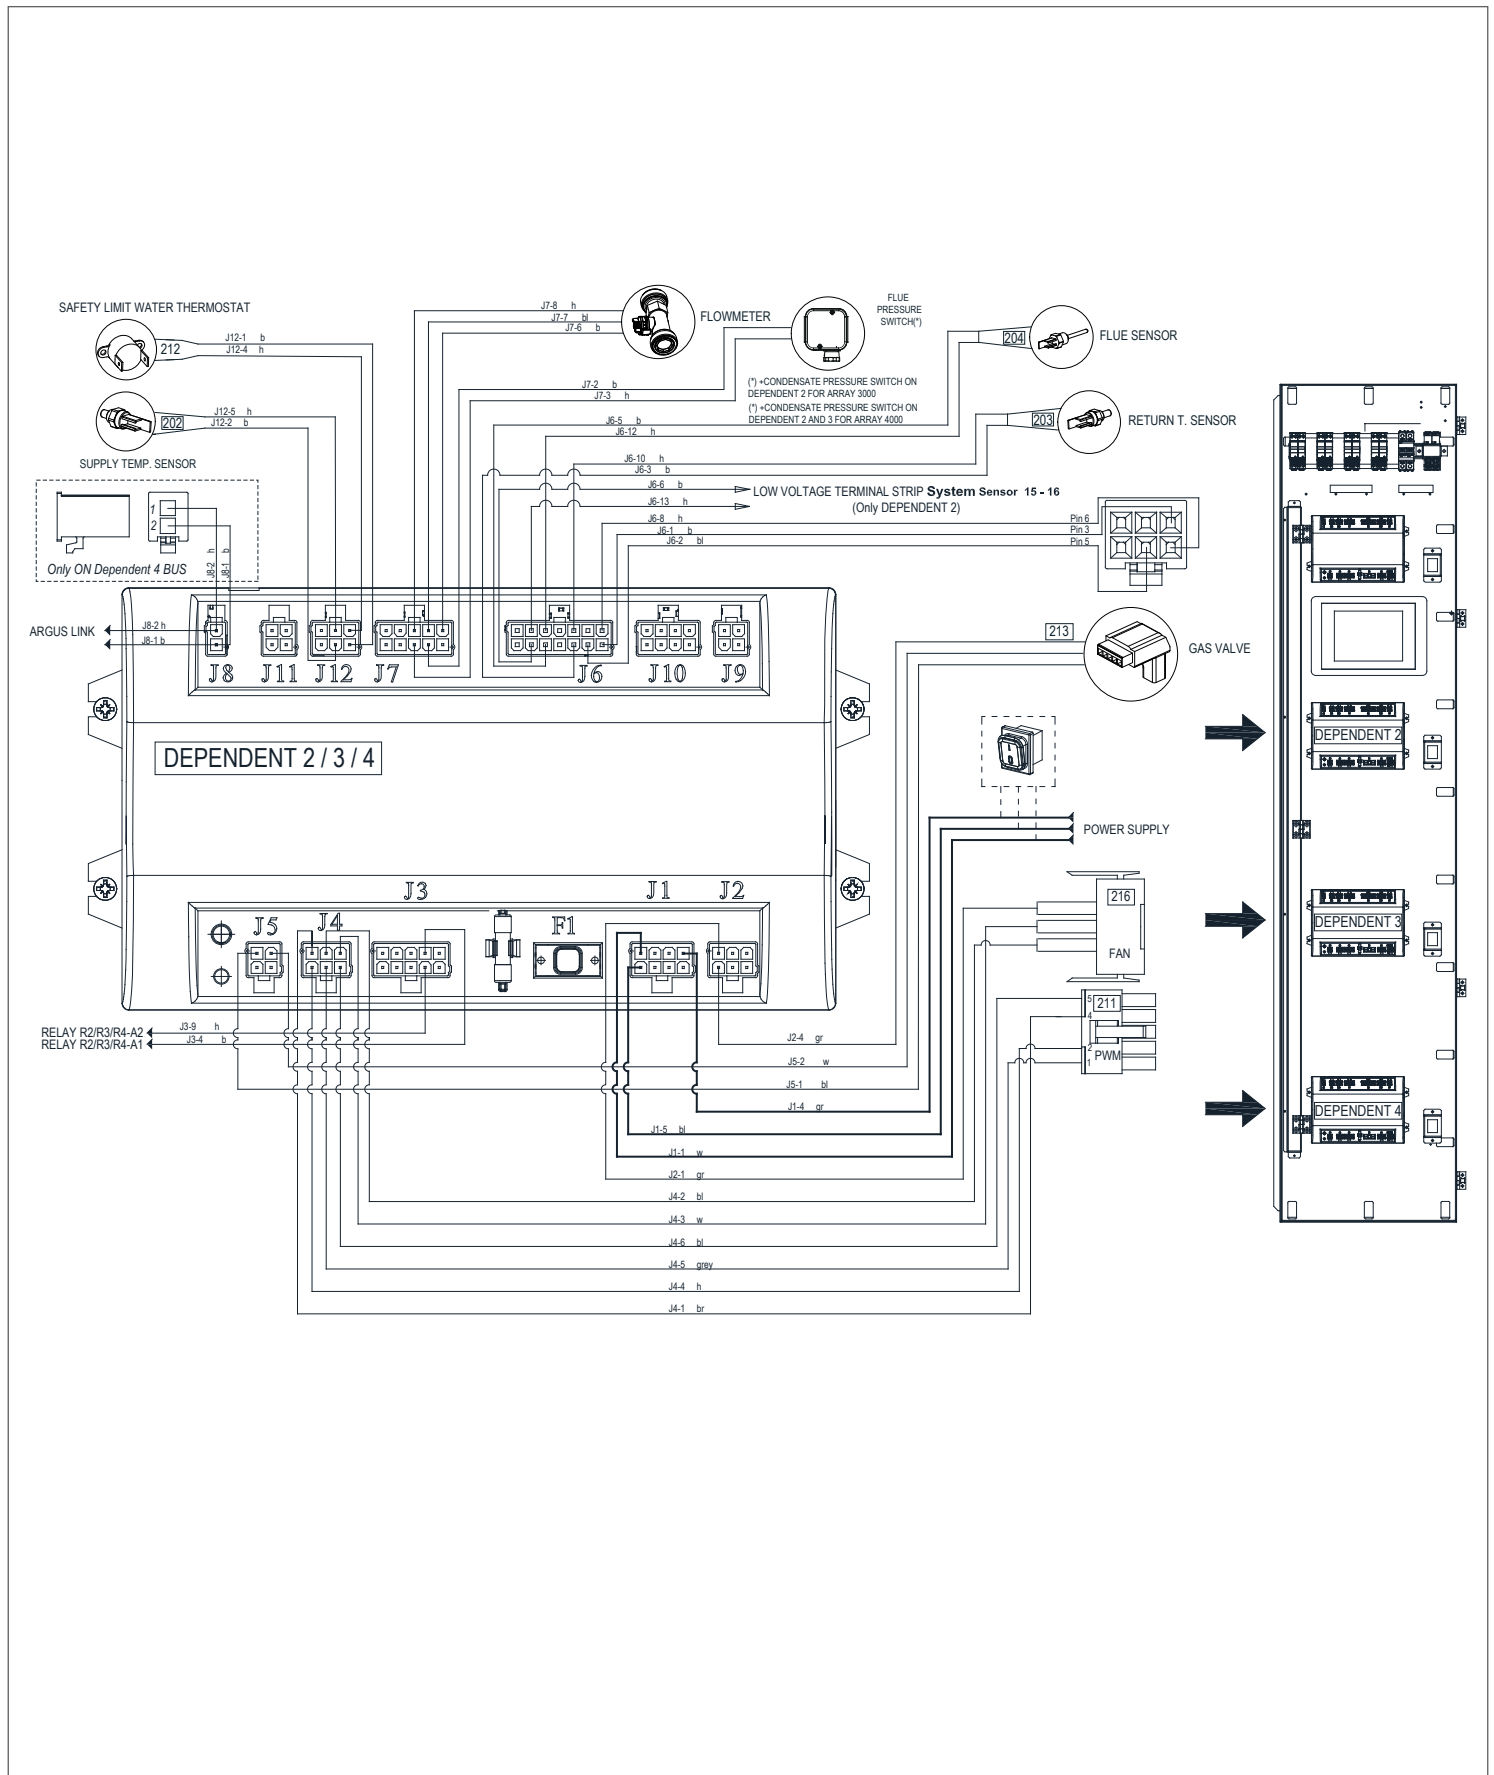 SAFETY LIMIT WATER THERMOSTAT
212
J12-1 b
J12-4 h
202
J12-5 h
J12-2 b
SUPPLY TEMP. SENSOR
1
2
J8-2 h
J8-1 b
Only ON Dependent 4 BUS
J7-8 h
J7-7 bl
J7-6 b
FLOWMETER
FLUE
PRESSURE
SWITCH(*)
J7-2 b
J7-3 h
(*) +CONDENSATE PRESSURE SWITCH ON
DEPENDENT 2 FOR ARRAY 3000
(*) +CONDENSATE PRESSURE SWITCH ON
DEPENDENT 2 AND 3 FOR ARRAY 4000
204
FLUE SENSOR
J6-5 b
J6-12 h
203
RETURN T. SENSOR
J6-10 h
J6-3 b
J6-6 b
LOW VOLTAGE TERMINAL STRIP System Sensor 15 - 16
(Only DEPENDENT 2)
J6-13 h
J6-8 h
J6-1 b
J6-2 bl
Pin 6
Pin 3
Pin 5
ARGUS LINK
J8-2 h
J8-1 b
J8
J11
J12
J7
J6
J10
J9
213
GAS VALVE
DEPENDENT 2 / 3 / 4
I
0
POWER SUPPLY
J3
J1
J2
J5
J4
F1
216
FAN
5
4
2
1
211
PWM
RELAY R2/R3/R4-A2
J3-9 h
RELAY R2/R3/R4-A1
J3-4 b
J2-4 gr
J5-2 w
J5-1 bl
J1-4 gr
J1-5 bl
J1-1 w
J2-1 gr
J4-2 bl
J4-3 w
J4-6 bl
J4-5 grey
J4-4 h
J4-1 br
DEPENDENT 2
DEPENDENT 3
DEPENDENT 4